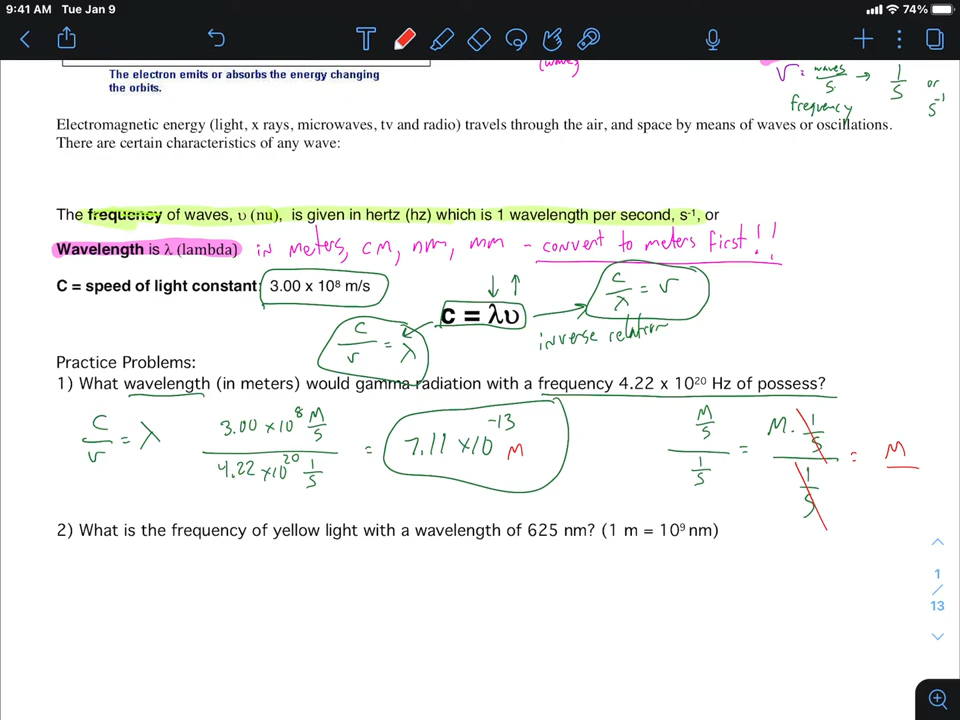 9:41 AM Tue Jan 9
74%
The electron emits or absorbs the energy changing
the orbits.
(wave)
ν = waves/s → 1/s or s⁻¹
frequency
Electromagnetic energy (light, x rays, microwaves, tv and radio) travels through the air, and space by means of waves or oscillations.
There are certain characteristics of any wave:
The frequency of waves, υ (nu), is given in hertz (hz) which is 1 wavelength per second, s⁻¹, or
Wavelength is λ (lambda) in meters, cm, nm, mm - convert to meters first!!
C = speed of light constant: 3.00 x 10⁸ m/s
↓ ↑
c = λυ
c/λ = ν
c/ν = λ
inverse relation
Practice Problems:
1) What wavelength (in meters) would gamma radiation with a frequency 4.22 x 10²⁰ Hz of possess?
c/ν = λ
3.00 x 10⁸ M/s
4.22 x 10²⁰ 1/s
= 7.11 x 10⁻¹³ M
M/s / 1/s = M · 1/s / 1/s = M
2) What is the frequency of yellow light with a wavelength of 625 nm? (1 m = 10⁹ nm)
1
/
13